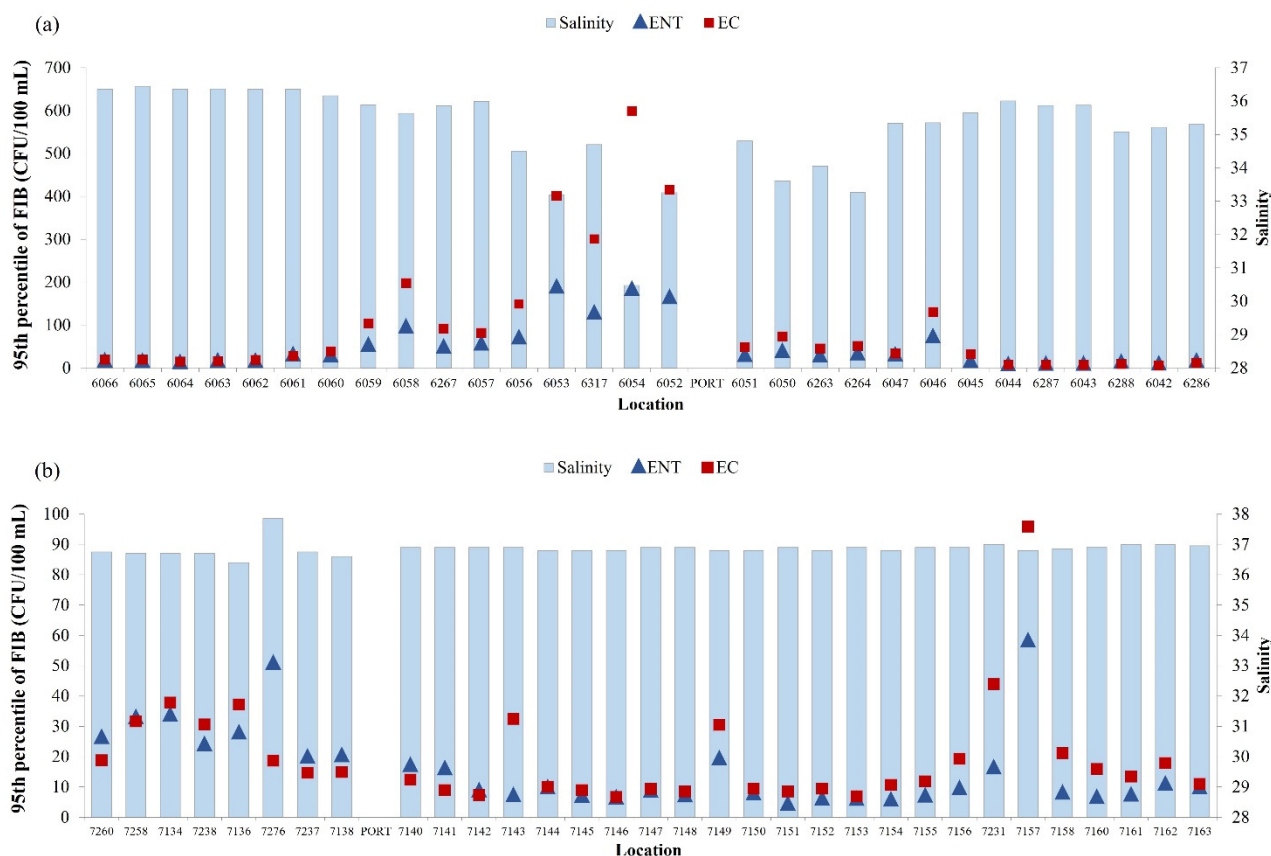 (a)
Salinity ENT EC
95th percentile of FIB (CFU/100 mL)
700 37
600 36
35
500
34
400 33
300 32
31
200
30
100 29
0 28
6066 6065 6064 6063 6062 6061 6060 6059 6058 6267 6057 6056 6053 6317 6054 6052 PORT 6051 6050 6263 6264 6047 6046 6045 6044 6287 6043 6288 6042 6286
Salinity
Location
(b)
Salinity ENT EC
95th percentile of FIB (CFU/100 mL)
100 38
90 37
80 36
70 35
60 34
50 33
40 32
30 31
20 30
10 29
0 28
7260 7258 7134 7238 7136 7276 7237 7138 PORT 7140 7141 7142 7143 7144 7145 7146 7147 7148 7149 7150 7151 7152 7153 7154 7155 7156 7231 7157 7158 7160 7161 7162 7163
Salinity
Location